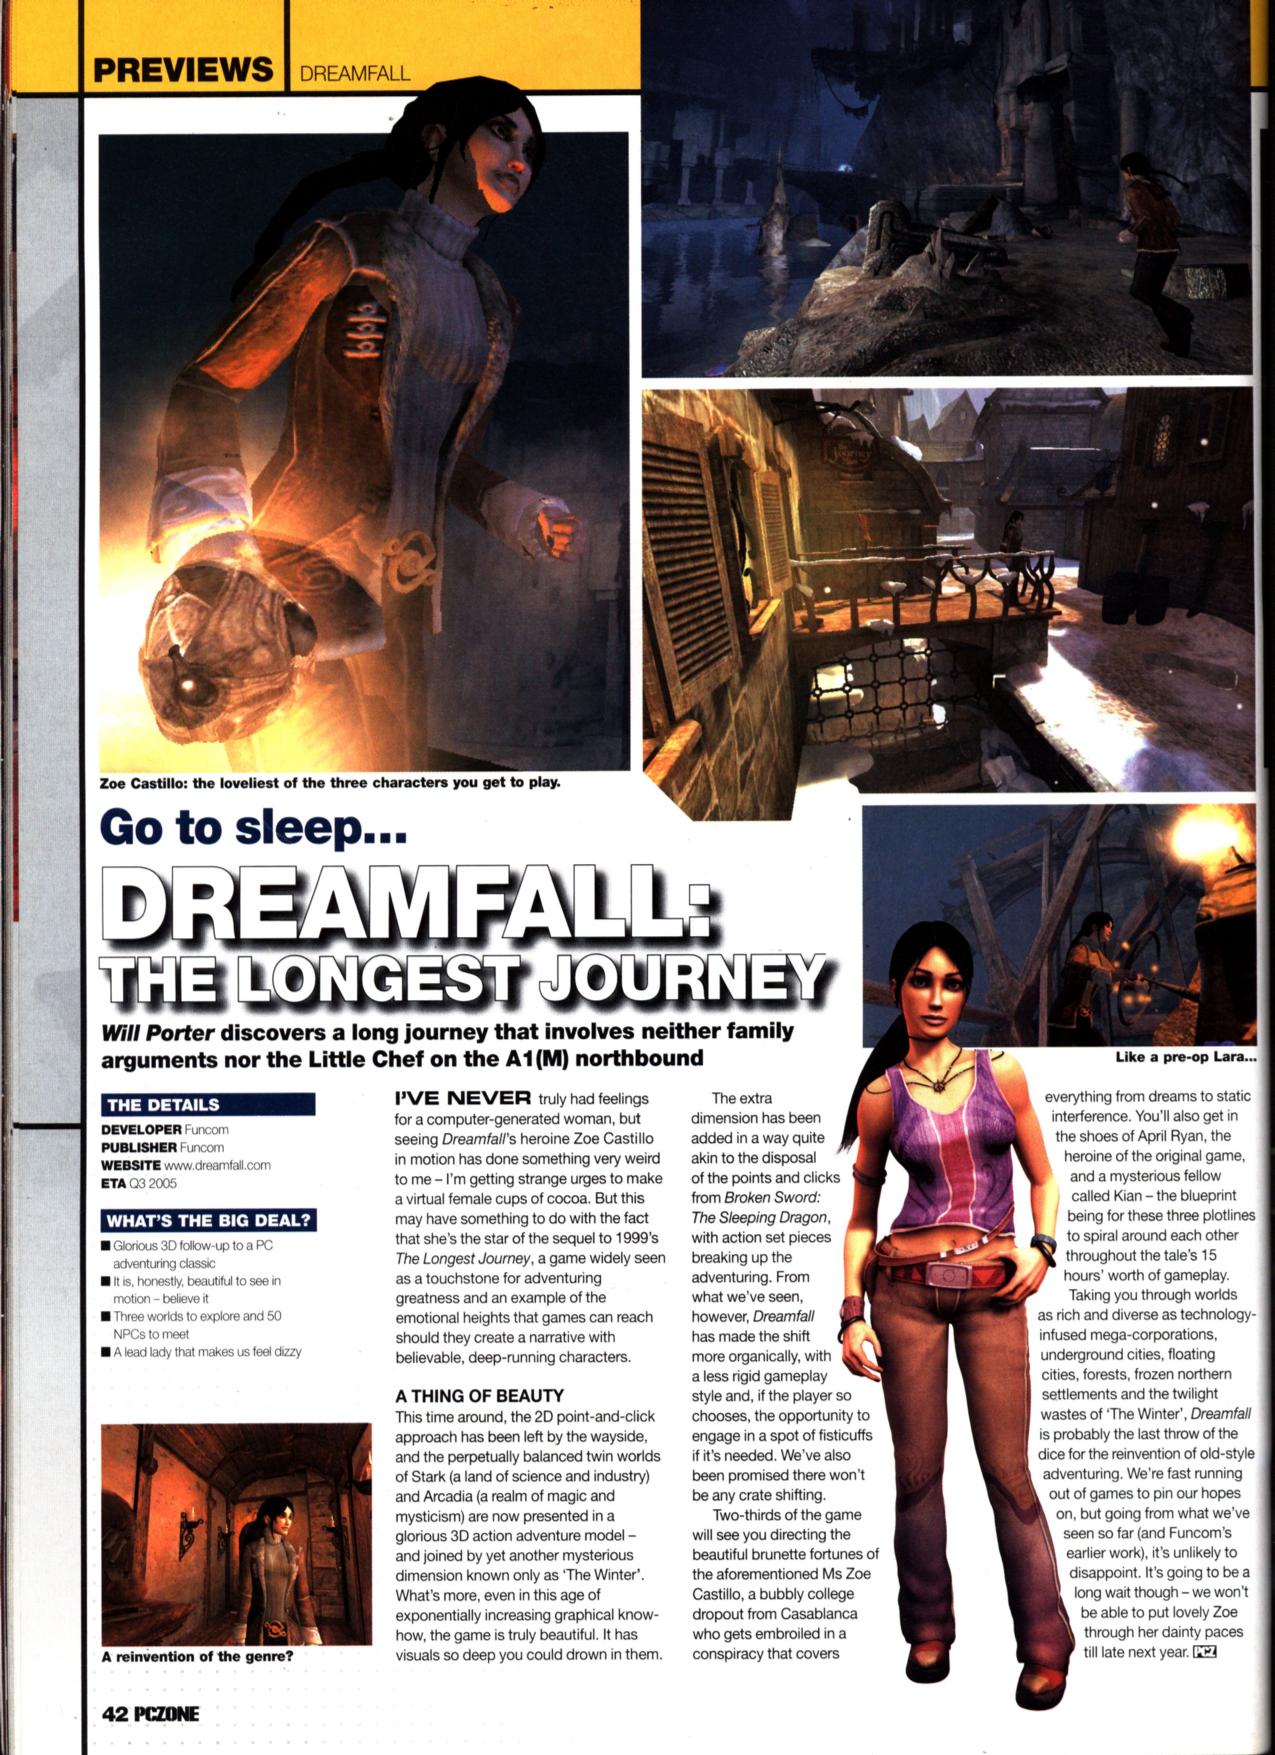 PREVIEWS
DREAMFALL
Zoe Castillo: the loveliest of the three characters you get to play.
Go to sleep...
DREAMFALL:
THE LONGEST JOURNEY
Will Porter discovers a long journey that involves neither family
arguments nor the Little Chef on the A1(M) northbound
Like a pre-op Lara...
THE DETAILS
DEVELOPER Funcom
PUBLISHER Funcom
WEBSITE www.dreamfall.com
ETA Q3 2005
WHAT'S THE BIG DEAL?
■ Glorious 3D follow-up to a PC
adventuring classic
■ It is, honestly, beautiful to see in
motion – believe it
■ Three worlds to explore and 50
NPCs to meet
■ A lead lady that makes us feel dizzy
A reinvention of the genre?
I'VE NEVER truly had feelings
for a computer-generated woman, but
seeing Dreamfall's heroine Zoe Castillo
in motion has done something very weird
to me – I'm getting strange urges to make
a virtual female cups of cocoa. But this
may have something to do with the fact
that she's the star of the sequel to 1999's
The Longest Journey, a game widely seen
as a touchstone for adventuring
greatness and an example of the
emotional heights that games can reach
should they create a narrative with
believable, deep-running characters.
A THING OF BEAUTY
This time around, the 2D point-and-click
approach has been left by the wayside,
and the perpetually balanced twin worlds
of Stark (a land of science and industry)
and Arcadia (a realm of magic and
mysticism) are now presented in a
glorious 3D action adventure model –
and joined by yet another mysterious
dimension known only as 'The Winter'.
What's more, even in this age of
exponentially increasing graphical know-
how, the game is truly beautiful. It has
visuals so deep you could drown in them.
The extra
dimension has been
added in a way quite
akin to the disposal
of the points and clicks
from Broken Sword:
The Sleeping Dragon,
with action set pieces
breaking up the
adventuring. From
what we've seen,
however, Dreamfall
has made the shift
more organically, with
a less rigid gameplay
style and, if the player so
chooses, the opportunity to
engage in a spot of fisticuffs
if it's needed. We've also
been promised there won't
be any crate shifting.
Two-thirds of the game
will see you directing the
beautiful brunette fortunes of
the aforementioned Ms Zoe
Castillo, a bubbly college
dropout from Casablanca
who gets embroiled in a
conspiracy that covers
everything from dreams to static
interference. You'll also get in
the shoes of April Ryan, the
heroine of the original game,
and a mysterious fellow
called Kian – the blueprint
being for these three plotlines
to spiral around each other
throughout the tale's 15
hours' worth of gameplay.
Taking you through worlds
as rich and diverse as technology-
infused mega-corporations,
underground cities, floating
cities, forests, frozen northern
settlements and the twilight
wastes of 'The Winter', Dreamfall
is probably the last throw of the
dice for the reinvention of old-style
adventuring. We're fast running
out of games to pin our hopes
on, but going from what we've
seen so far (and Funcom's
earlier work), it's unlikely to
disappoint. It's going to be a
long wait though – we won't
be able to put lovely Zoe
through her dainty paces
till late next year. PCZ
42 PCZONE